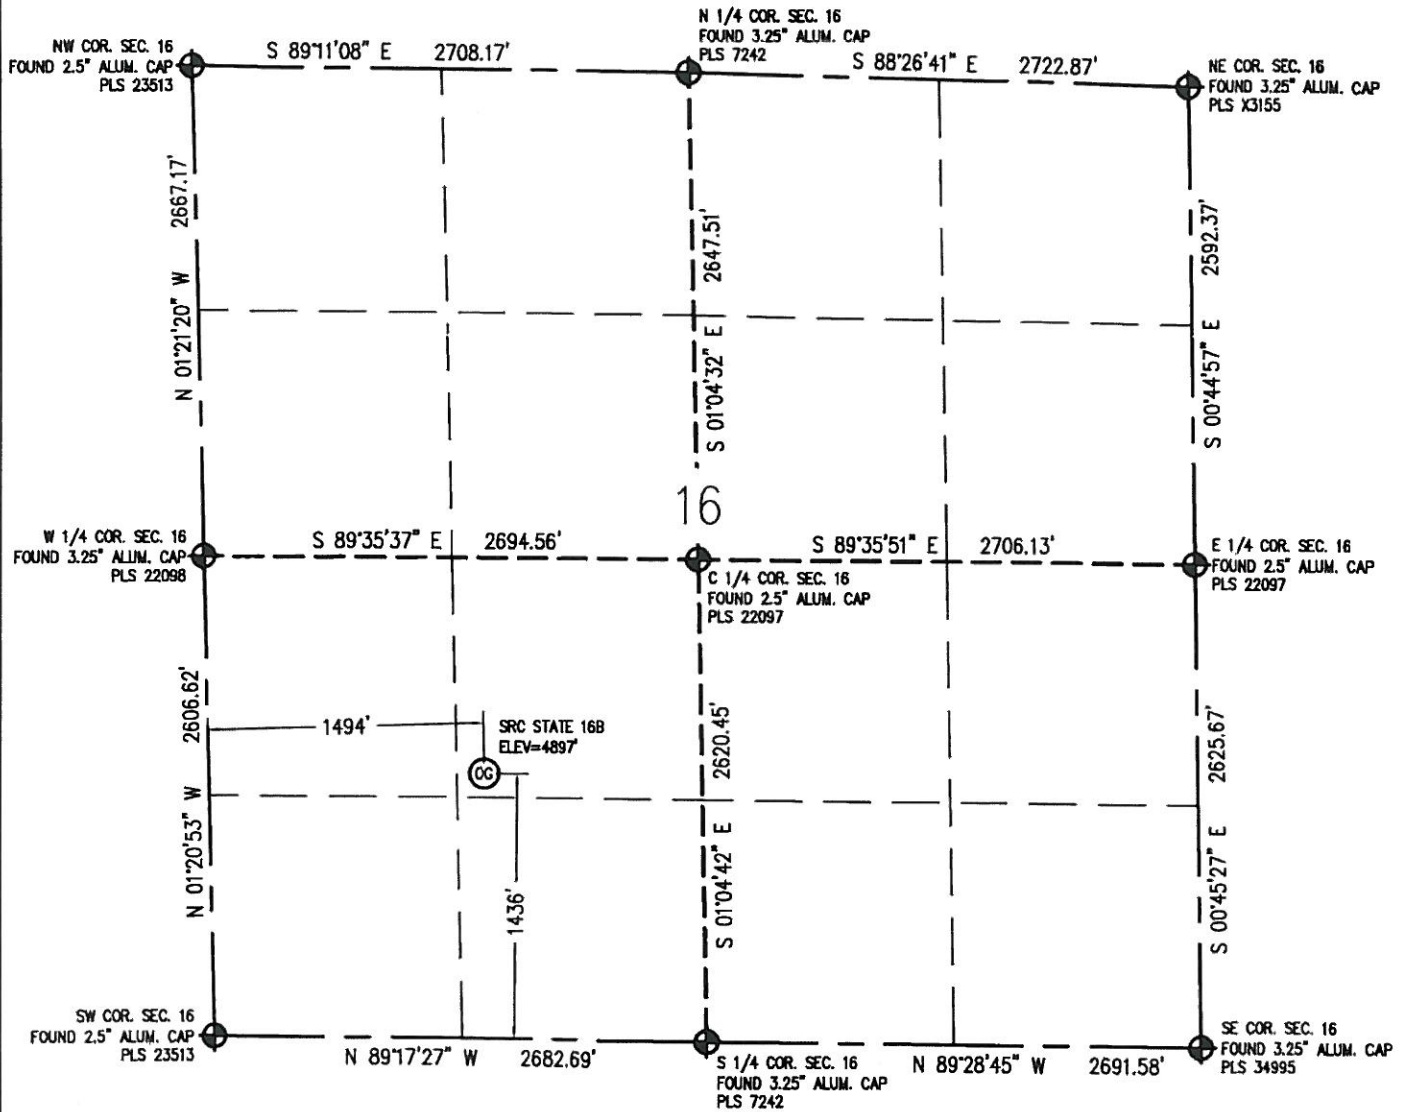 N 1/4 COR. SEC. 16
FOUND 3.25" ALUM. CAP
PLS 7242
NW COR. SEC. 16
FOUND 2.5" ALUM. CAP
PLS 23513
S 89°11'08" E 2708.17'
S 88°26'41" E 2722.87'
NE COR. SEC. 16
FOUND 3.25" ALUM. CAP
PLS X3155
N 01°21'20" W 2667.17'
S 01°04'32" E 2647.51'
S 00°44'57" E 2592.37'
16
W 1/4 COR. SEC. 16
FOUND 3.25" ALUM. CAP
PLS 22098
S 89°35'37" E 2694.56'
S 89°35'51" E 2706.13'
E 1/4 COR. SEC. 16
FOUND 2.5" ALUM. CAP
PLS 22097
C 1/4 COR. SEC. 16
FOUND 2.5" ALUM. CAP
PLS 22097
N 01°20'53" W 2606.62'
1494'
SRC STATE 16B
ELEV=4897'
OG
1436'
S 01°04'42" E 2620.45'
S 00°45'27" E 2625.67'
SW COR. SEC. 16
FOUND 2.5" ALUM. CAP
PLS 23513
N 89°17'27" W 2682.69'
S 1/4 COR. SEC. 16
FOUND 3.25" ALUM. CAP
PLS 7242
N 89°28'45" W 2691.58'
SE COR. SEC. 16
FOUND 3.25" ALUM. CAP
PLS 34995